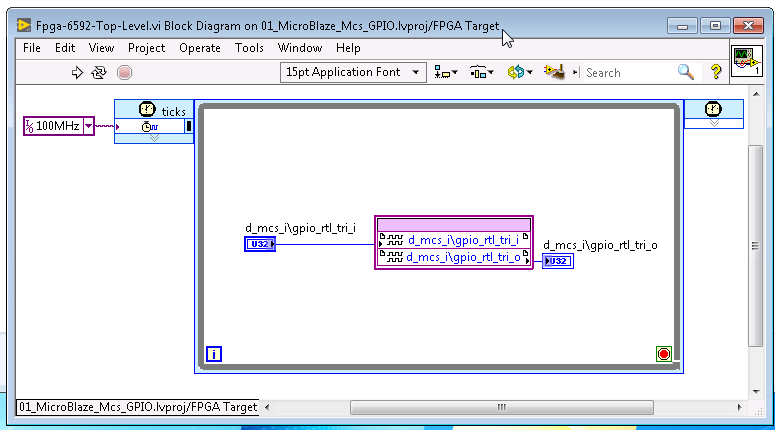 Fpga-6592-Top-Level.vi Block Diagram on 01_MicroBlaze_Mcs_GPIO.lvproj/FPGA Target
File Edit View Project Operate Tools Window Help
15pt Application Font Search ? 1
ticks
100MHz
d_mcs_i\gpio_rtl_tri_i
U32
d_mcs_i\gpio_rtl_tri_i
d_mcs_i\gpio_rtl_tri_o
d_mcs_i\gpio_rtl_tri_o
U32
i
01_MicroBlaze_Mcs_GPIO.lvproj/FPGA Target